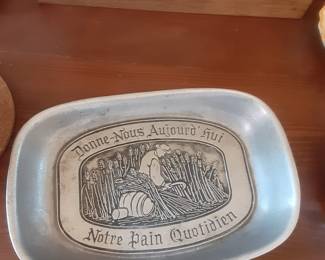 Donne-Nous Aujourd'hui
Notre Pain Quotidien